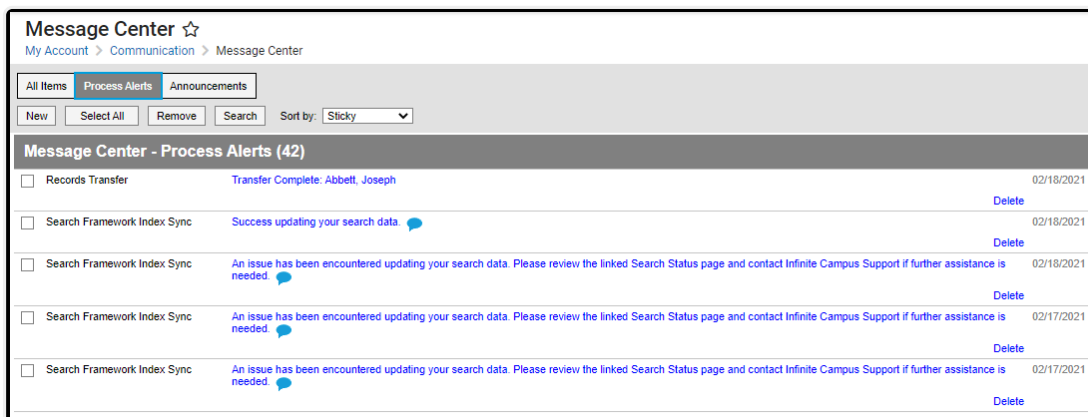 Message Center
My Account > Communication > Message Center
All Items Process Alerts Announcements
New Select All Remove Search Sort by: Sticky
Message Center - Process Alerts (42)
Records Transfer Transfer Complete: Abbett, Joseph 02/18/2021
Delete
Search Framework Index Sync Success updating your search data. 02/18/2021
Delete
Search Framework Index Sync An issue has been encountered updating your search data. Please review the linked Search Status page and contact Infinite Campus Support if further assistance is 02/18/2021
needed.
Delete
Search Framework Index Sync An issue has been encountered updating your search data. Please review the linked Search Status page and contact Infinite Campus Support if further assistance is 02/17/2021
needed.
Delete
Search Framework Index Sync An issue has been encountered updating your search data. Please review the linked Search Status page and contact Infinite Campus Support if further assistance is 02/17/2021
needed.
Delete